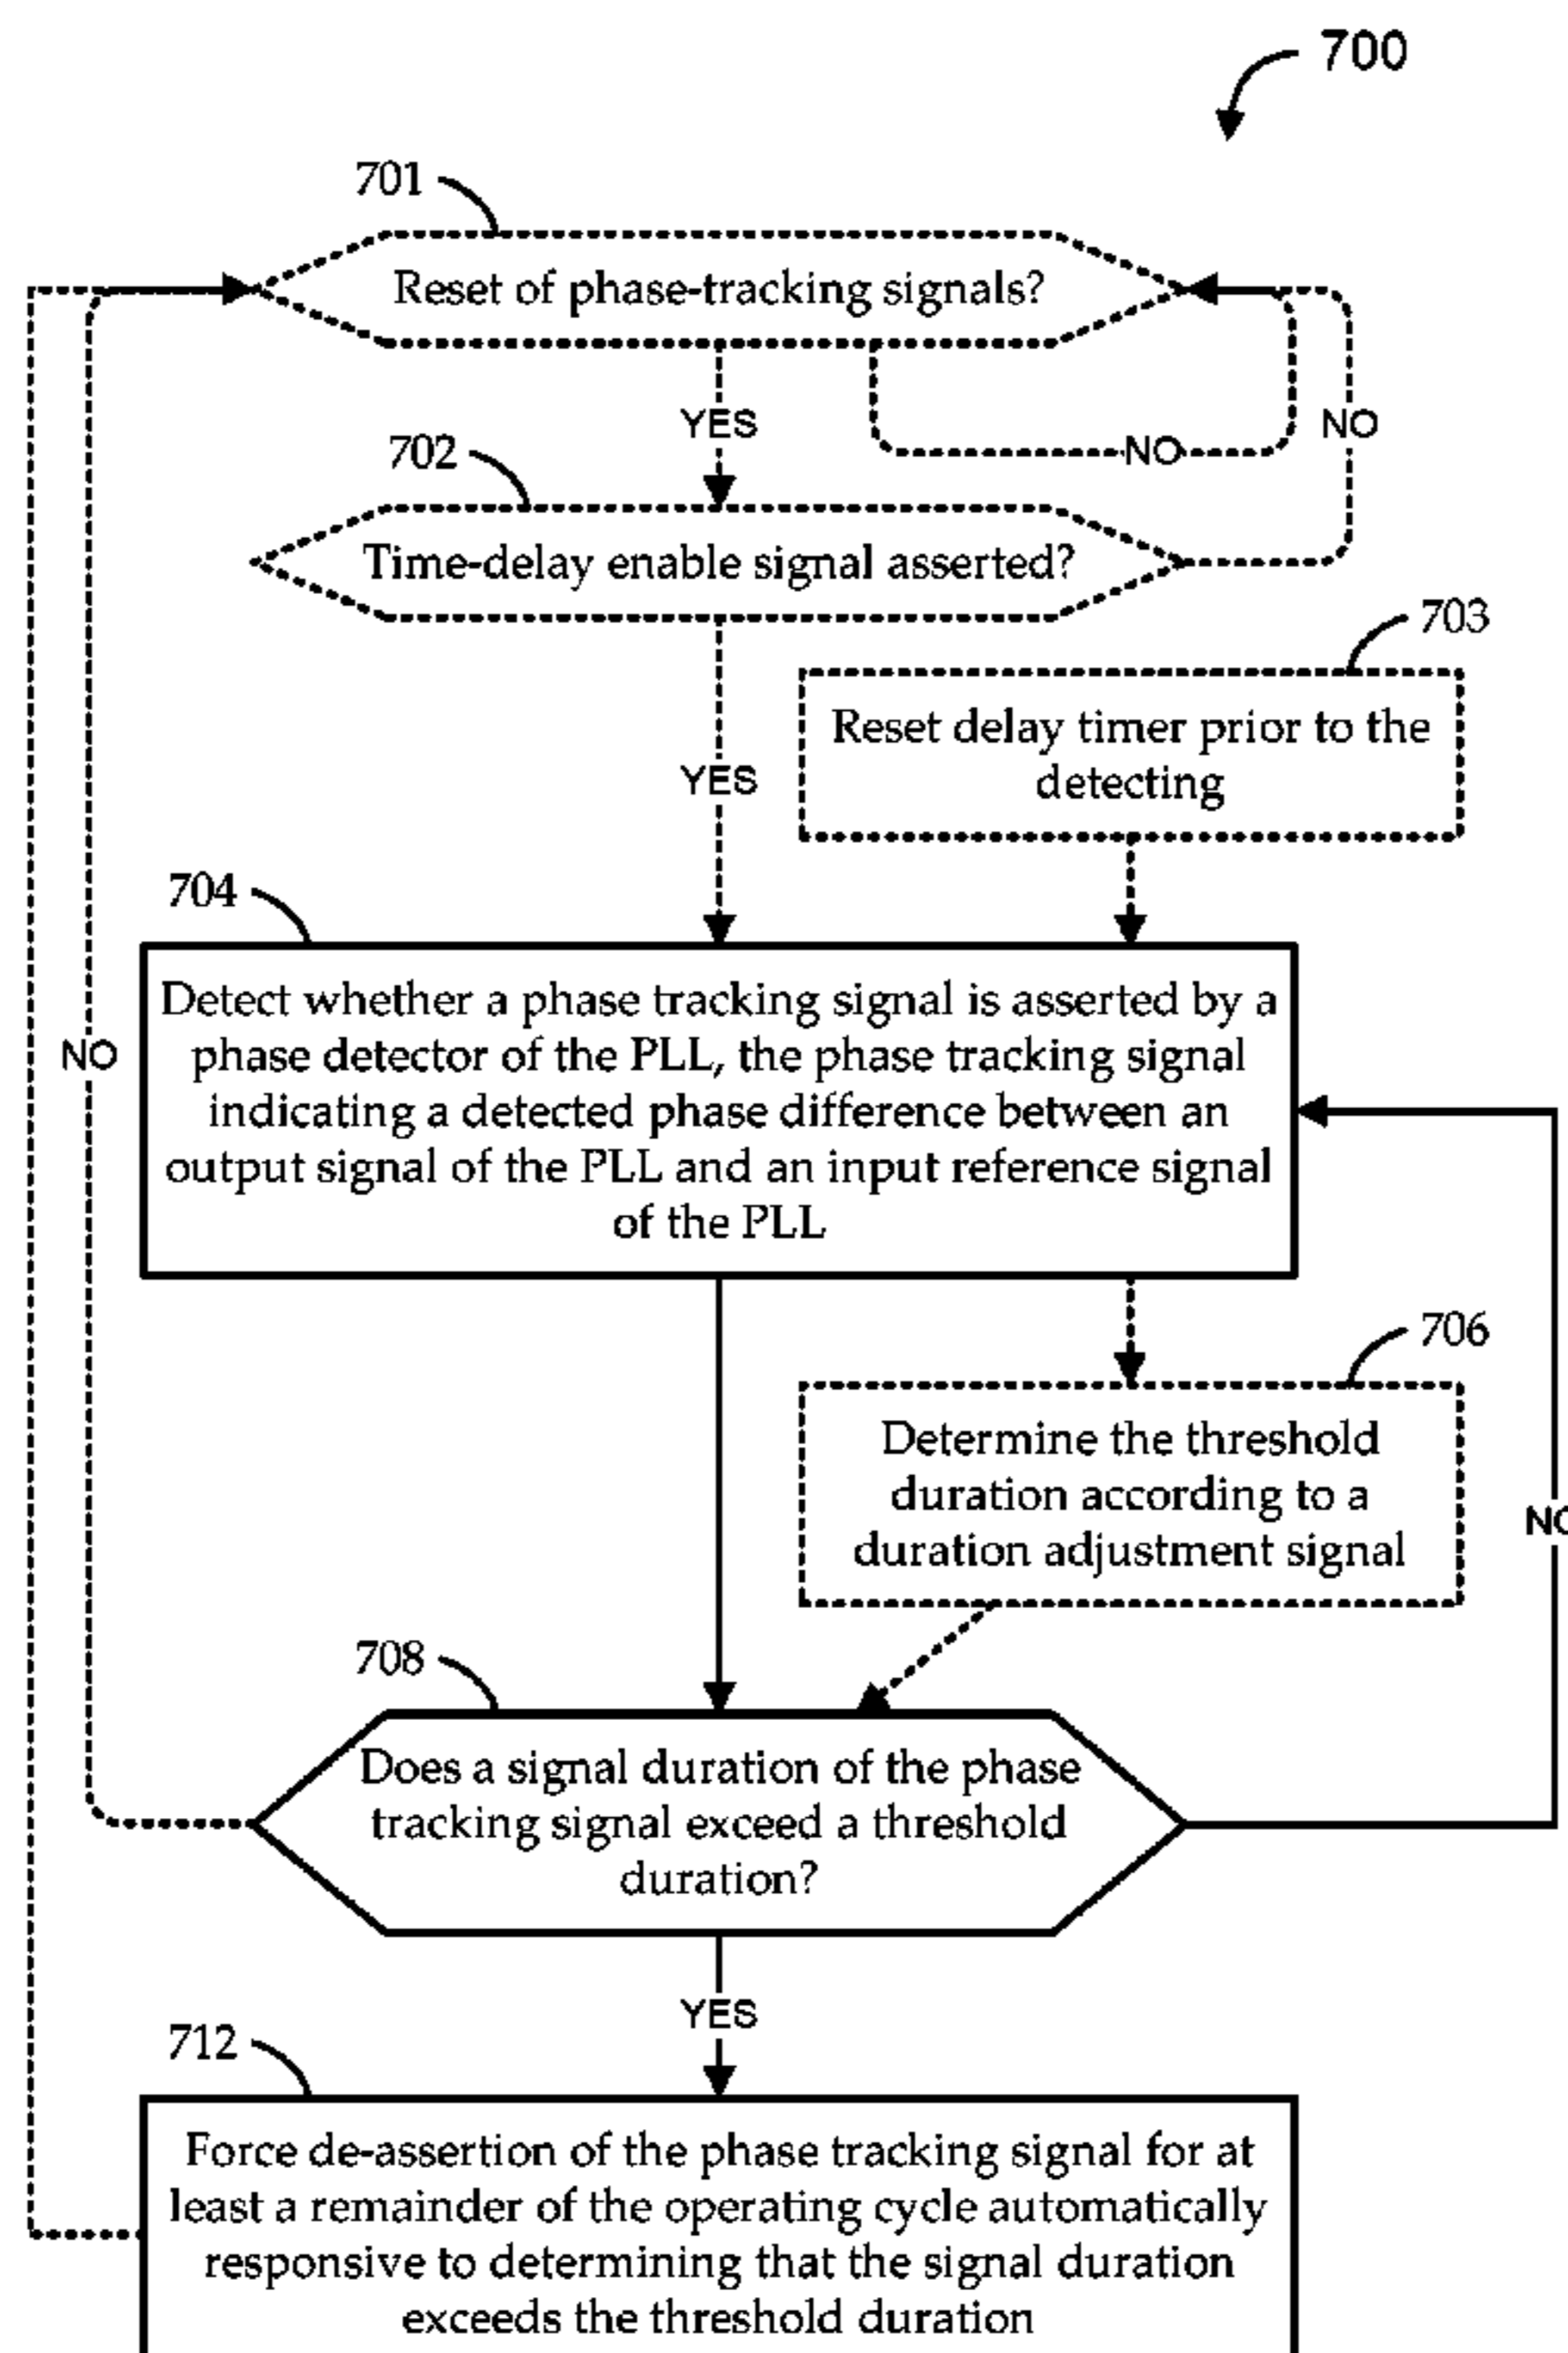 700
701
Reset of phase-tracking signals?
YES
NO
NO
702
Time-delay enable signal asserted?
703
Reset delay timer prior to the
detecting
YES
704
Detect whether a phase tracking signal is asserted by a
phase detector of the PLL, the phase tracking signal
indicating a detected phase difference between an
output signal of the PLL and an input reference signal
of the PLL
NO
706
Determine the threshold
duration according to a
duration adjustment signal
NO
708
Does a signal duration of the phase
tracking signal exceed a threshold
duration?
YES
712
Force de-assertion of the phase tracking signal for at
least a remainder of the operating cycle automatically
responsive to determining that the signal duration
exceeds the threshold duration